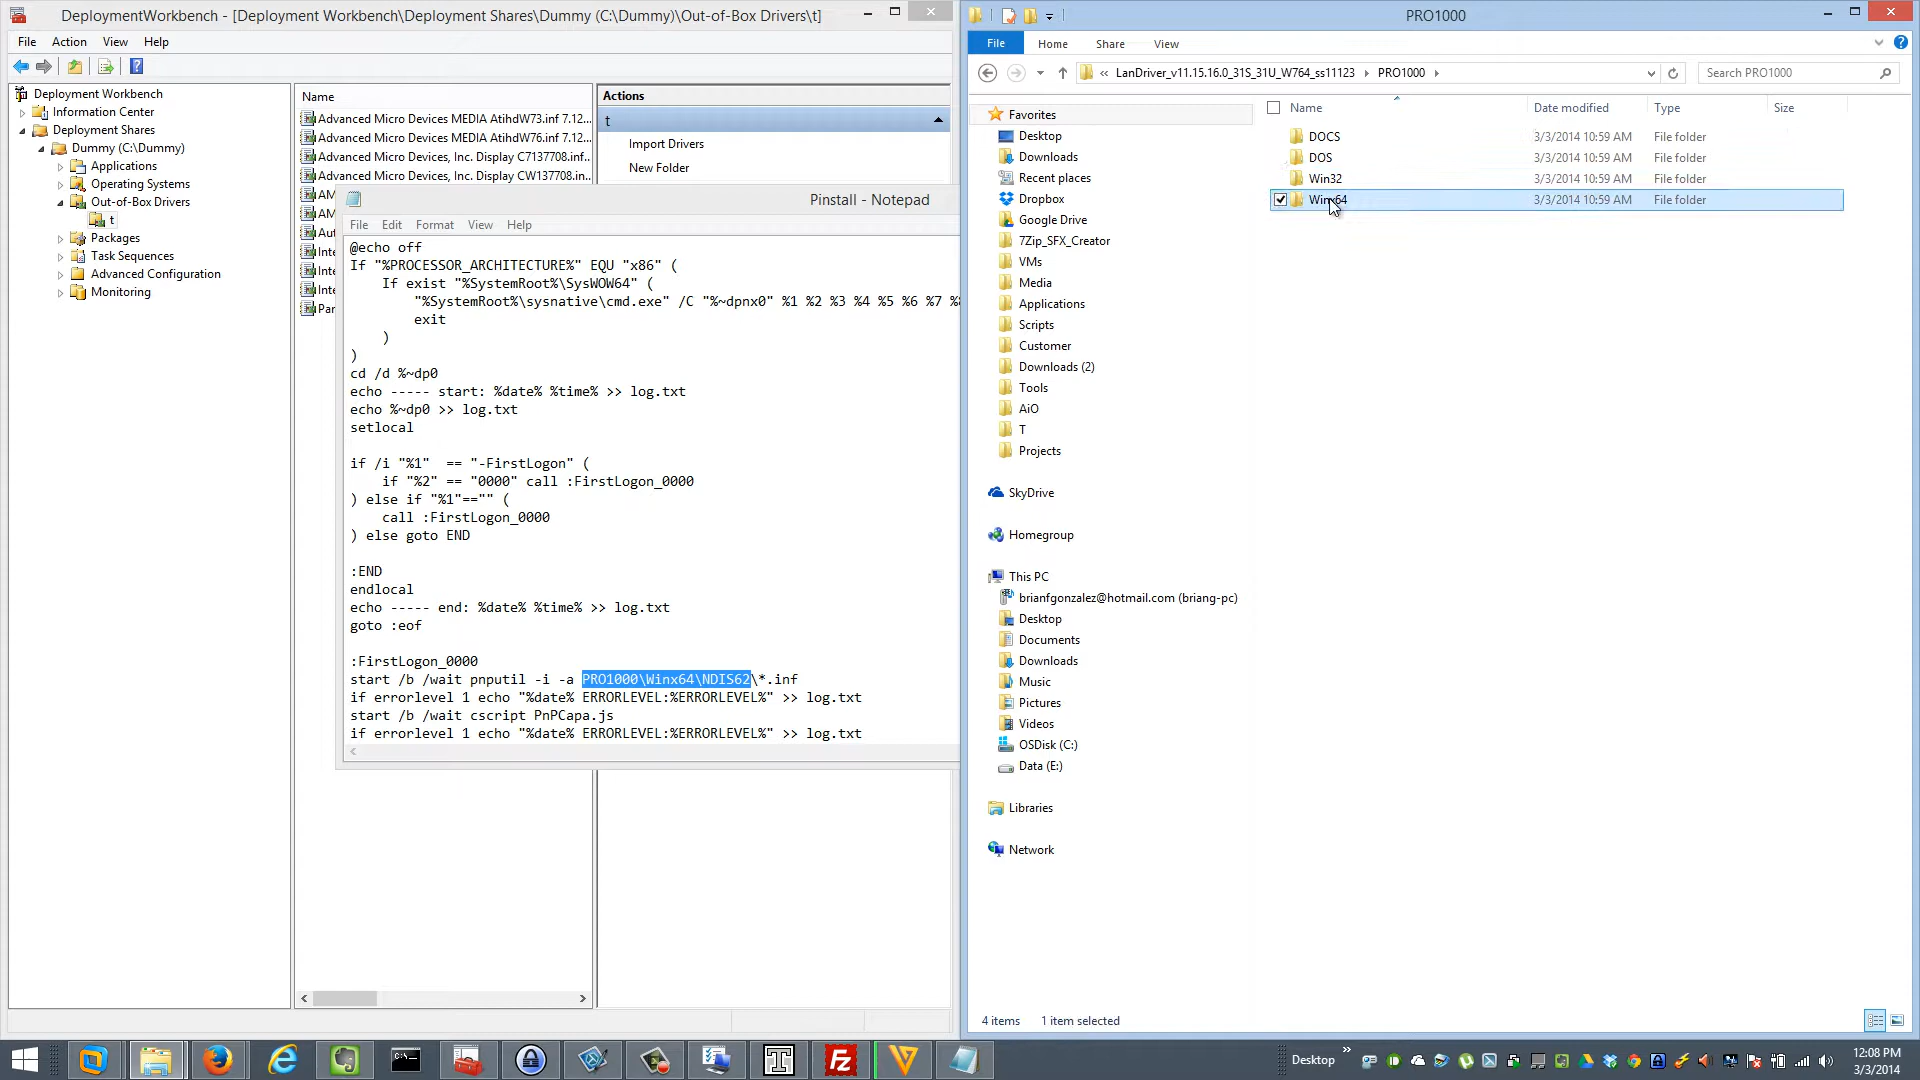 DeploymentWorkbench - [Deployment Workbench\Deployment Shares\Dummy (C:\Dummy)\Out-of-Box Drivers\t]
File Action View Help
Deployment Workbench
Information Center
Deployment Shares
Dummy (C:\Dummy)
Applications
Operating Systems
Out-of-Box Drivers
t
Packages
Task Sequences
Advanced Configuration
Monitoring
Name
Advanced Micro Devices MEDIA AtihdW73.inf 7.12...
Advanced Micro Devices MEDIA AtihdW76.inf 7.12...
Advanced Micro Devices, Inc. Display C7137708.inf...
Advanced Micro Devices, Inc. Display CW137708.in...
AM
AM
Aut
Inte
Inte
Inte
Par
Actions
t
Import Drivers
New Folder
Pinstall - Notepad
File Edit Format View Help
@echo off
If "%PROCESSOR_ARCHITECTURE%" EQU "x86" (
If exist "%SystemRoot%\SysWOW64" (
"%SystemRoot%\sysnative\cmd.exe" /C "%~dpnx0" %1 %2 %3 %4 %5 %6 %7 %8
exit
)
)
cd /d %~dp0
echo ----- start: %date% %time% >> log.txt
echo %~dp0 >> log.txt
setlocal
if /i "%1"  == "-FirstLogon" (
if "%2" == "0000" call :FirstLogon_0000
) else if "%1"=="" (
call :FirstLogon_0000
) else goto END
:END
endlocal
echo ----- end: %date% %time% >> log.txt
goto :eof
:FirstLogon_0000
start /b /wait pnputil -i -a PRO1000\Winx64\NDIS62\*.inf
if errorlevel 1 echo "%date% ERRORLEVEL:%ERRORLEVEL%" >> log.txt
start /b /wait cscript PnPCapa.js
if errorlevel 1 echo "%date% ERRORLEVEL:%ERRORLEVEL%" >> log.txt
PRO1000
File Home Share View
« LanDriver_v11.15.16.0_31S_31U_W764_ss11123 PRO1000
Search PRO1000
Favorites
Desktop
Downloads
Recent places
Dropbox
Google Drive
7Zip_SFX_Creator
VMs
Media
Applications
Scripts
Customer
Downloads (2)
Tools
AiO
T
Projects
SkyDrive
Homegroup
This PC
brianfgonzalez@hotmail.com (briang-pc)
Desktop
Documents
Downloads
Music
Pictures
Videos
OSDisk (C:)
Data (E:)
Libraries
Network
Name Date modified Type Size
DOCS 3/3/2014 10:59 AM File folder
DOS 3/3/2014 10:59 AM File folder
Win32 3/3/2014 10:59 AM File folder
Winx64 3/3/2014 10:59 AM File folder
4 items 1 item selected
Desktop
12:08 PM
3/3/2014